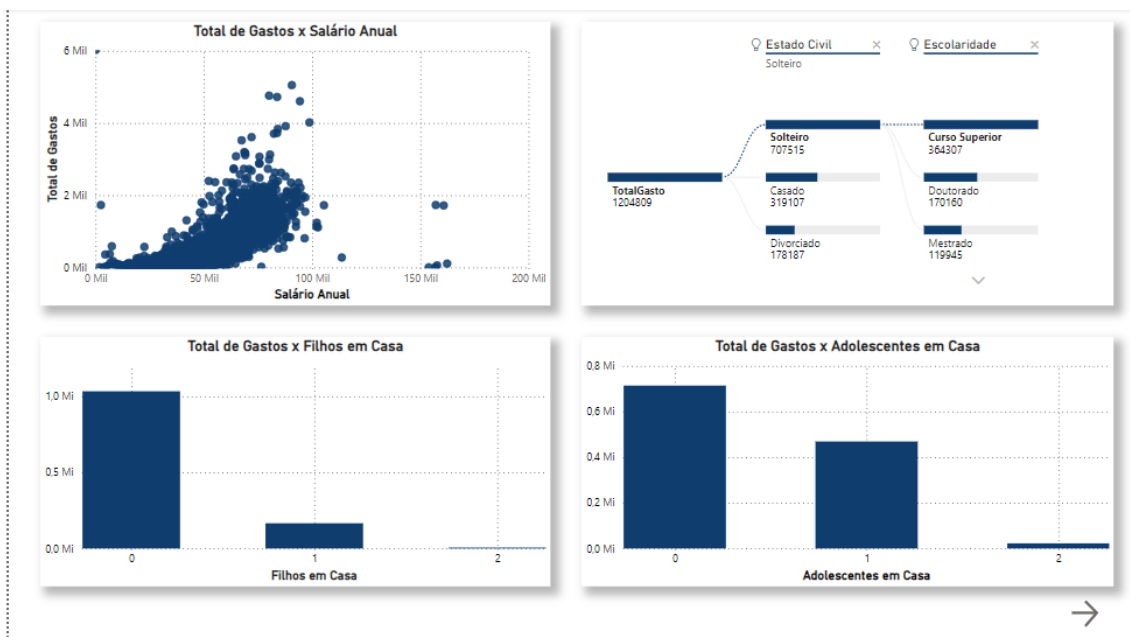 Total de Gastos x Salário Anual
6 Mil
4 Mil
2 Mil
0 Mil
Total de Gastos
0 Mil
50 Mil
100 Mil
150 Mil
200 Mil
Salário Anual
Estado Civil
Solteiro
Escolaridade
TotalGasto
1204809
Solteiro
707515
Casado
319107
Divorciado
178187
Curso Superior
364307
Doutorado
170160
Mestrado
119945
Total de Gastos x Filhos em Casa
1,0 Mi
0,5 Mi
0,0 Mi
0
1
2
Filhos em Casa
Total de Gastos x Adolescentes em Casa
0,8 Mi
0,6 Mi
0,4 Mi
0,2 Mi
0,0 Mi
0
1
2
Adolescentes em Casa